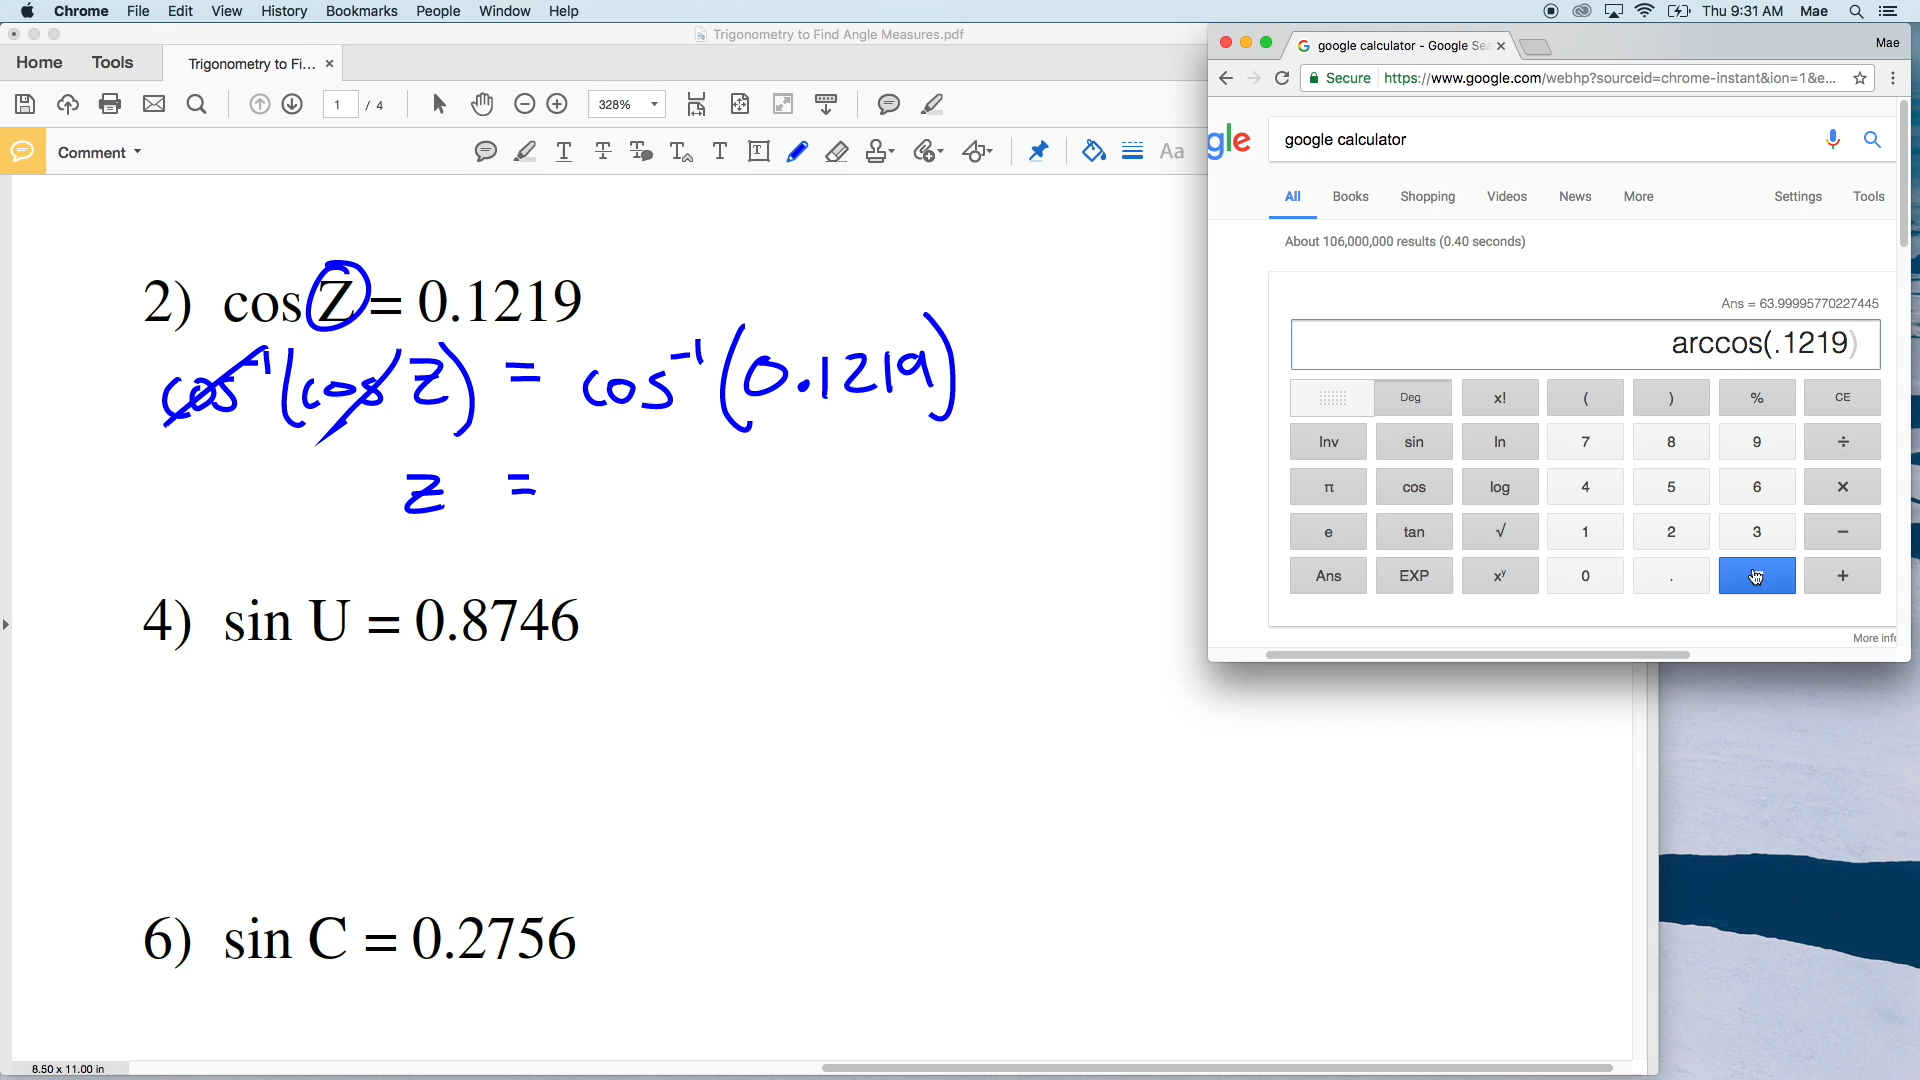 Chrome File Edit View History Bookmarks People Window Help Thu 9:31 AM Mae
Trigonometry to Find Angle Measures.pdf
Home Tools Trigonometry to Fi... ×
1 / 4 328%
Comment Aa
2) cos Z = 0.1219
cos⁻¹(cos Z) = cos⁻¹(0.1219)
Z =
4) sin U = 0.8746
6) sin C = 0.2756
8.50 x 11.00 in
google calculator - Google Sea × Mae
Secure https://www.google.com/webhp?sourceid=chrome-instant&ion=1&e...
gle google calculator
All Books Shopping Videos News More Settings Tools
About 106,000,000 results (0.40 seconds)
Ans = 63.99995770227445
arccos(.1219)
Deg x! ( ) % CE
Inv sin ln 7 8 9 ÷
π cos log 4 5 6 ×
e tan √ 1 2 3 −
Ans EXP xʸ 0 . +
More info